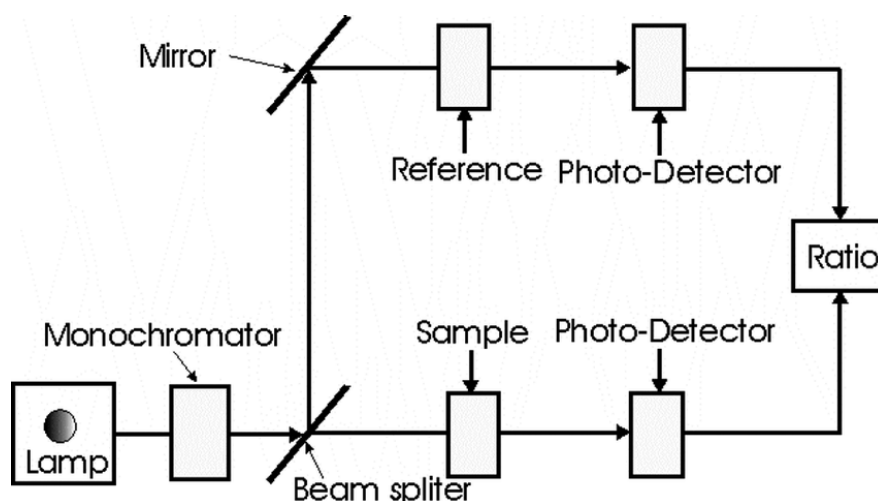 Mirror
Reference
Photo-Detector
Ratio
Monochromator
Sample
Photo-Detector
Lamp
Beam spliter